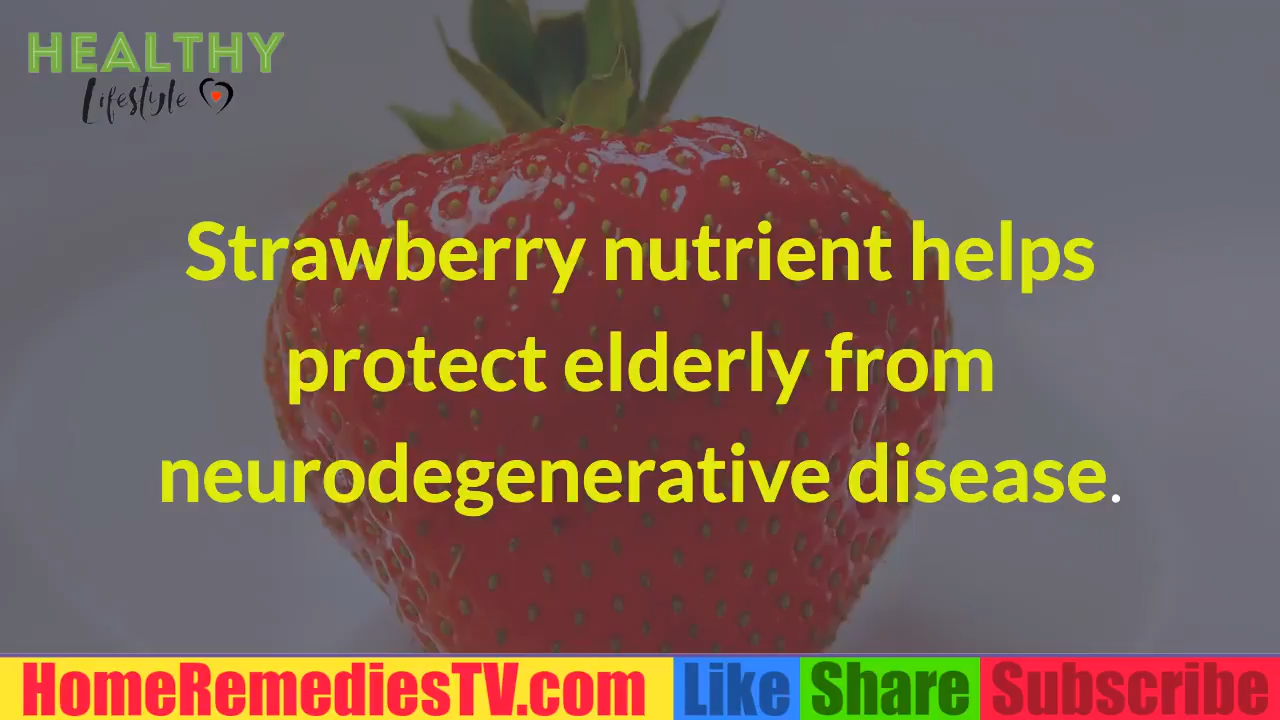 HEALTHY
Lifestyle
Strawberry nutrient helps
protect elderly from
neurodegenerative disease.
HomeRemediesTV.com Like Share Subscribe